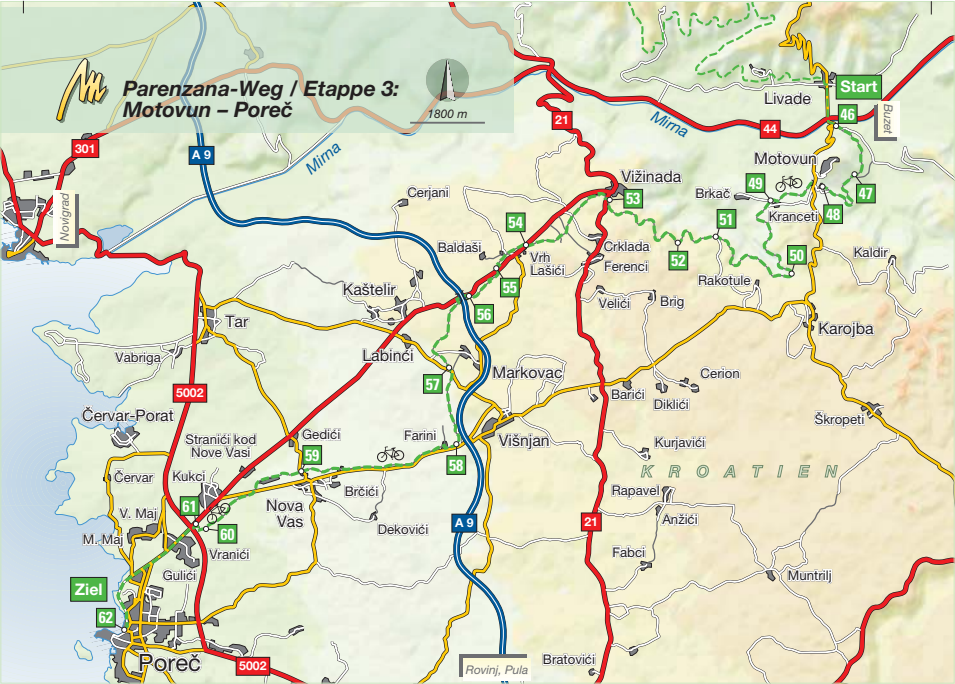 Parenzana-Weg / Etappe 3:
Motovun – Poreč
1800 m
301
A 9
Mirna
21
Mirna
44
Livade
Start
46
Buzet
Novigrad
Cerjani
Vižinada
53
Motovun
Brkač
49
47
48
Kranceti
54
Baldaši
Vrh
Lašići
55
Crklada
Ferenci
52
51
50
Rakotule
Kaldir
Kaštelir
56
Velići
Brig
Karojba
Tar
Vabriga
Labinci
57
Markovac
Cerion
Barići
Diklići
5002
Červar-Porat
Škropeti
Stranići kod
Nove Vasi
Gedići
59
Farini
58
Višnjan
Kurjavići
KROATIEN
Červar
Kukci
Nova
Vas
Brčići
Rapavel
61
60
V. Maj
M. Maj
Dekovići
A 9
21
Anžići
Vranići
Gulići
Fabci
Muntrilj
Ziel
62
Poreč
5002
Rovinj, Pula
Bratovići